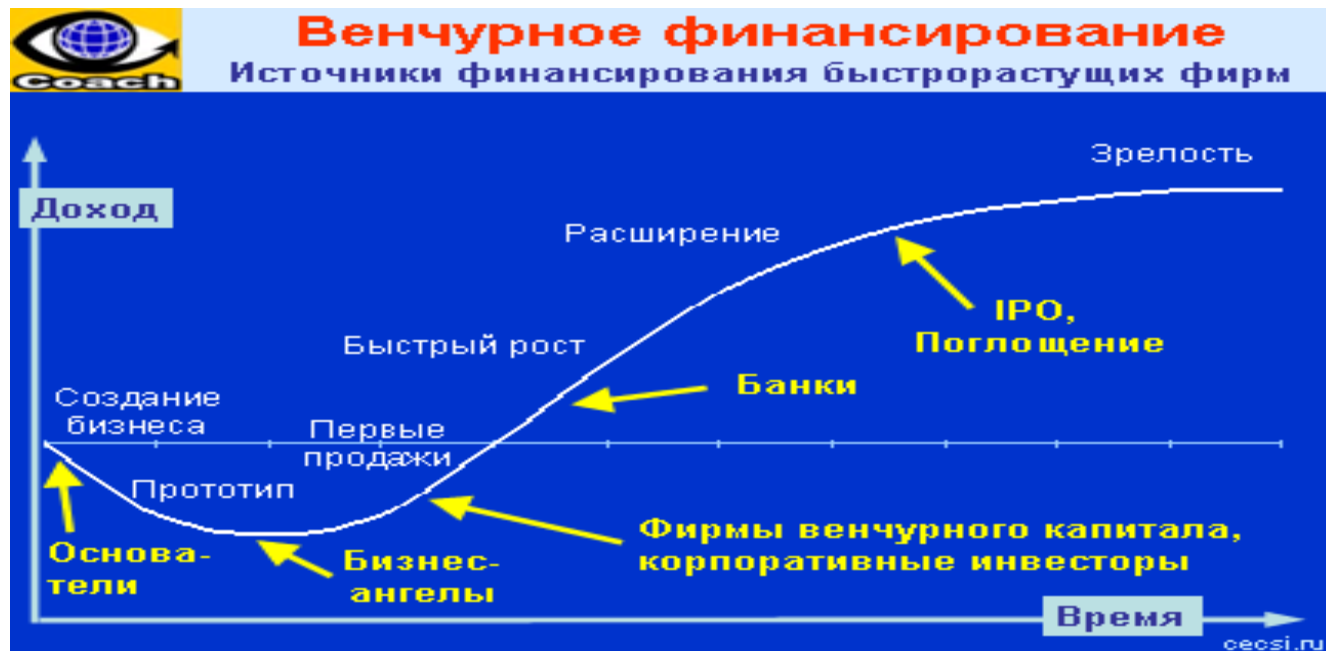 Coach
Венчурное финансирование
Источники финансирования быстрорастущих фирм
Доход
Зрелость
Расширение
IPO,
Поглощение
Быстрый рост
Банки
Создание
бизнеса
Первые
продажи
Прототип
Основа-
тели
Бизнес-
ангелы
Фирмы венчурного капитала,
корпоративные инвесторы
Время
cecsi.ru